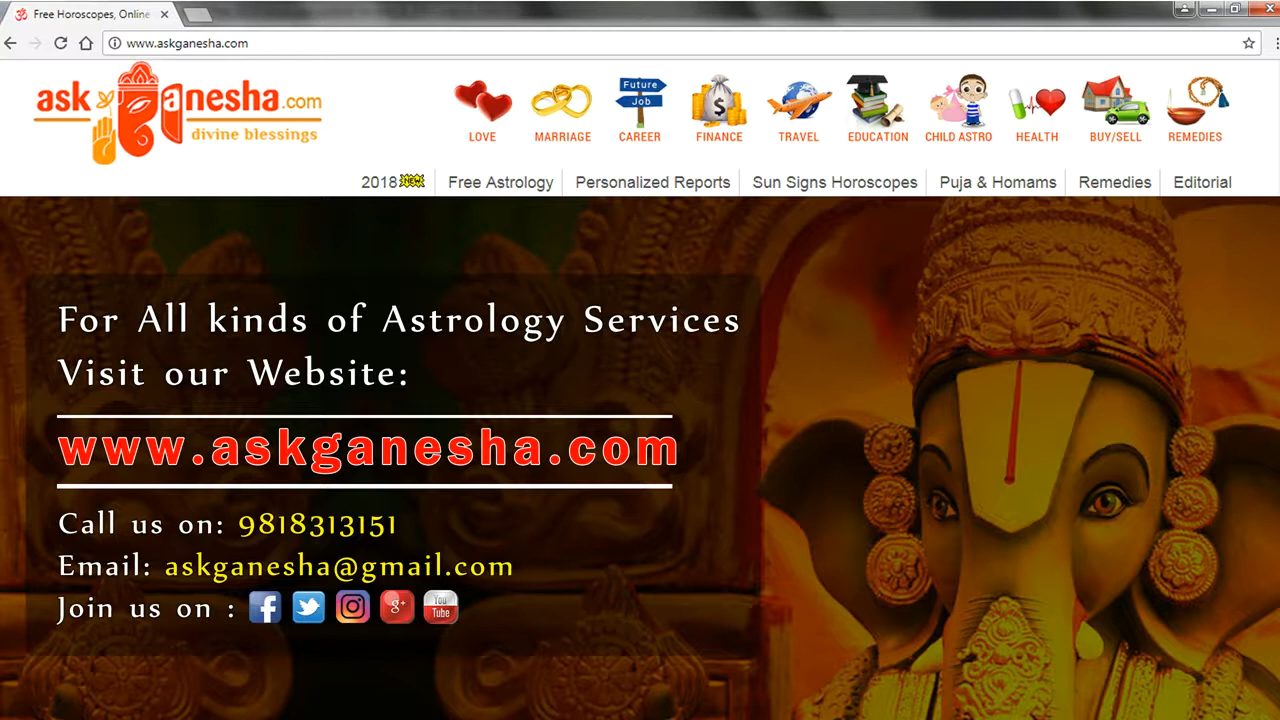 Free Horoscopes, Online
www.askganesha.com
ask ganesha.com
divine blessings
Future
Job
$
LOVE
MARRIAGE
CAREER
FINANCE
TRAVEL
EDUCATION
CHILD ASTRO
HEALTH
BUY/SELL
REMEDIES
2018 NEW
Free Astrology
Personalized Reports
Sun Signs Horoscopes
Puja & Homams
Remedies
Editorial
For All kinds of Astrology Services
Visit our Website:
www.askganesha.com
Call us on: 9818313151
Email: askganesha@gmail.com
Join us on : f g+ You Tube